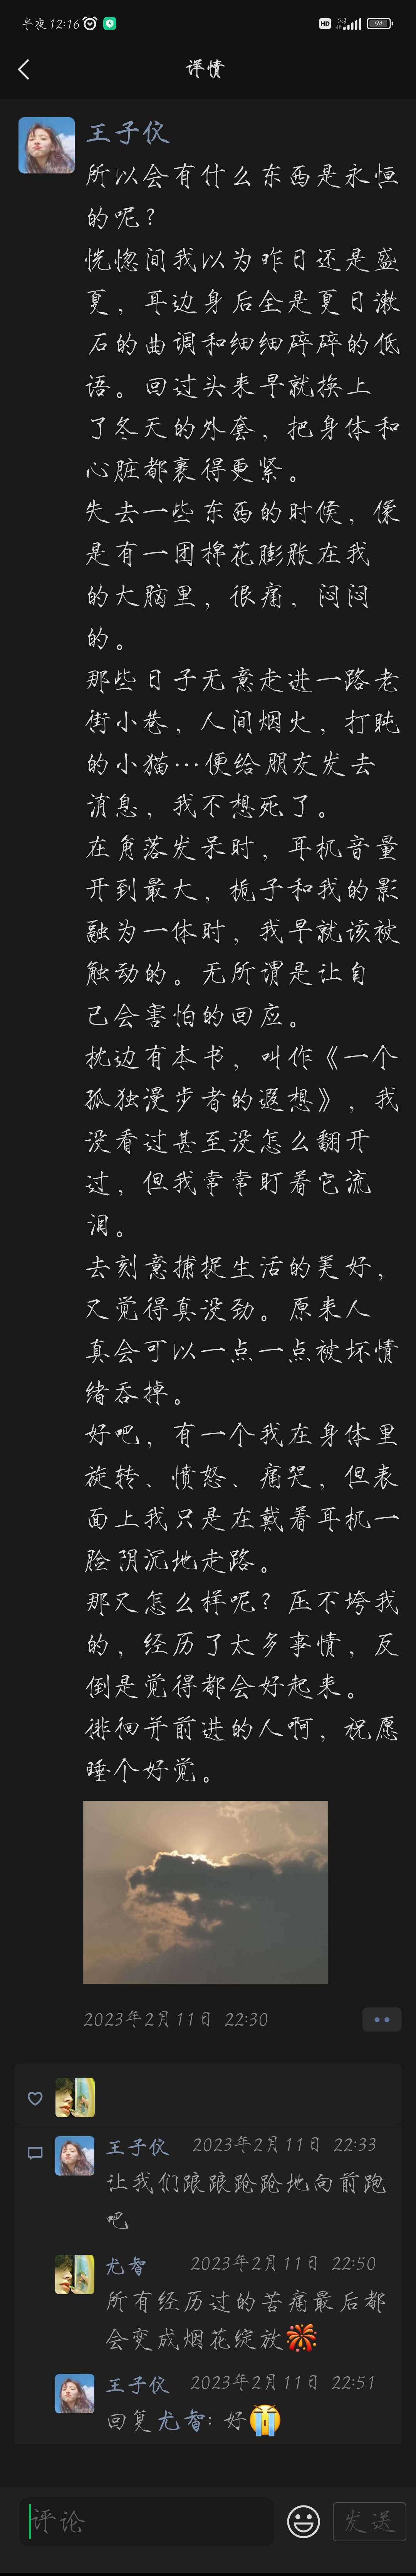 半夜12:16
HD 5G 94
详情
王子仪
所以会有什么东西是永恒
的呢？
恍惚间我以为昨日还是盛
夏，耳边身后全是夏日漱
石的曲调和细细碎碎的低
语。回过头来早就换上
了冬天的外套，把身体和
心脏都裹得更紧。
失去一些东西的时候，像
是有一团棉花膨胀在我
的大脑里，很痛，闷闷
的。
那些日子无意走进一路老
街小巷，人间烟火，打盹
的小猫…便给朋友发去
消息，我不想死了。
在角落发呆时，耳机音量
开到最大，栀子和我的影
融为一体时，我早就该被
触动的。无所谓是让自
己会害怕的回应。
枕边有本书，叫作《一个
孤独漫步者的遐想》，我
没看过甚至没怎么翻开
过，但我常常盯着它流
泪。
去刻意捕捉生活的美好，
又觉得真没劲。原来人
真会可以一点一点被坏情
绪吞掉。
好吧，有一个我在身体里
旋转、愤怒、痛哭，但表
面上我只是在戴着耳机一
脸阴沉地走路。
那又怎么样呢？压不垮我
的，经历了太多事情，反
倒是觉得都会好起来。
徘徊并前进的人啊，祝愿
睡个好觉。
2023年2月11日 22:30
王子仪 2023年2月11日 22:33
让我们踉踉跄跄地向前跑
吧
尤智 2023年2月11日 22:50
所有经历过的苦痛最后都
会变成烟花绽放🎆
王子仪 2023年2月11日 22:51
回复尤智：好😭
评论
发送